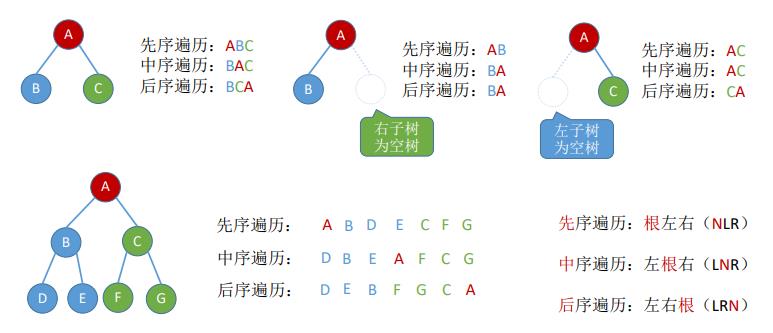 A
B
C
先序遍历：ABC
中序遍历：BAC
后序遍历：BCA
A
B
右子树
为空树
先序遍历：AB
中序遍历：BA
后序遍历：BA
A
C
左子树
为空树
先序遍历：AC
中序遍历：AC
后序遍历：CA
A
B
C
D
E
F
G
先序遍历： A B D E C F G
中序遍历： D B E A F C G
后序遍历： D E B F G C A
先序遍历：根左右（NLR）
中序遍历：左根右（LNR）
后序遍历：左右根（LRN）